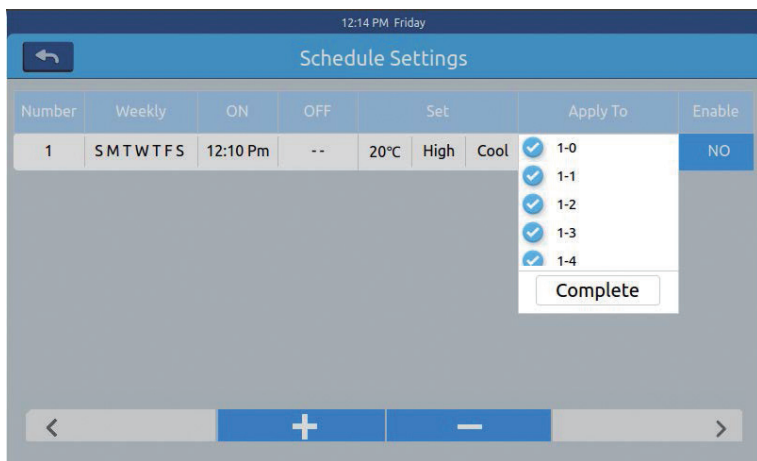 12:14 PM Friday
Schedule Settings
Number Weekly ON OFF Set Apply To Enable
1 SMTWTFS 12:10 Pm -- 20℃ High Cool 1-0 NO
1-1
1-2
1-3
1-4
Complete